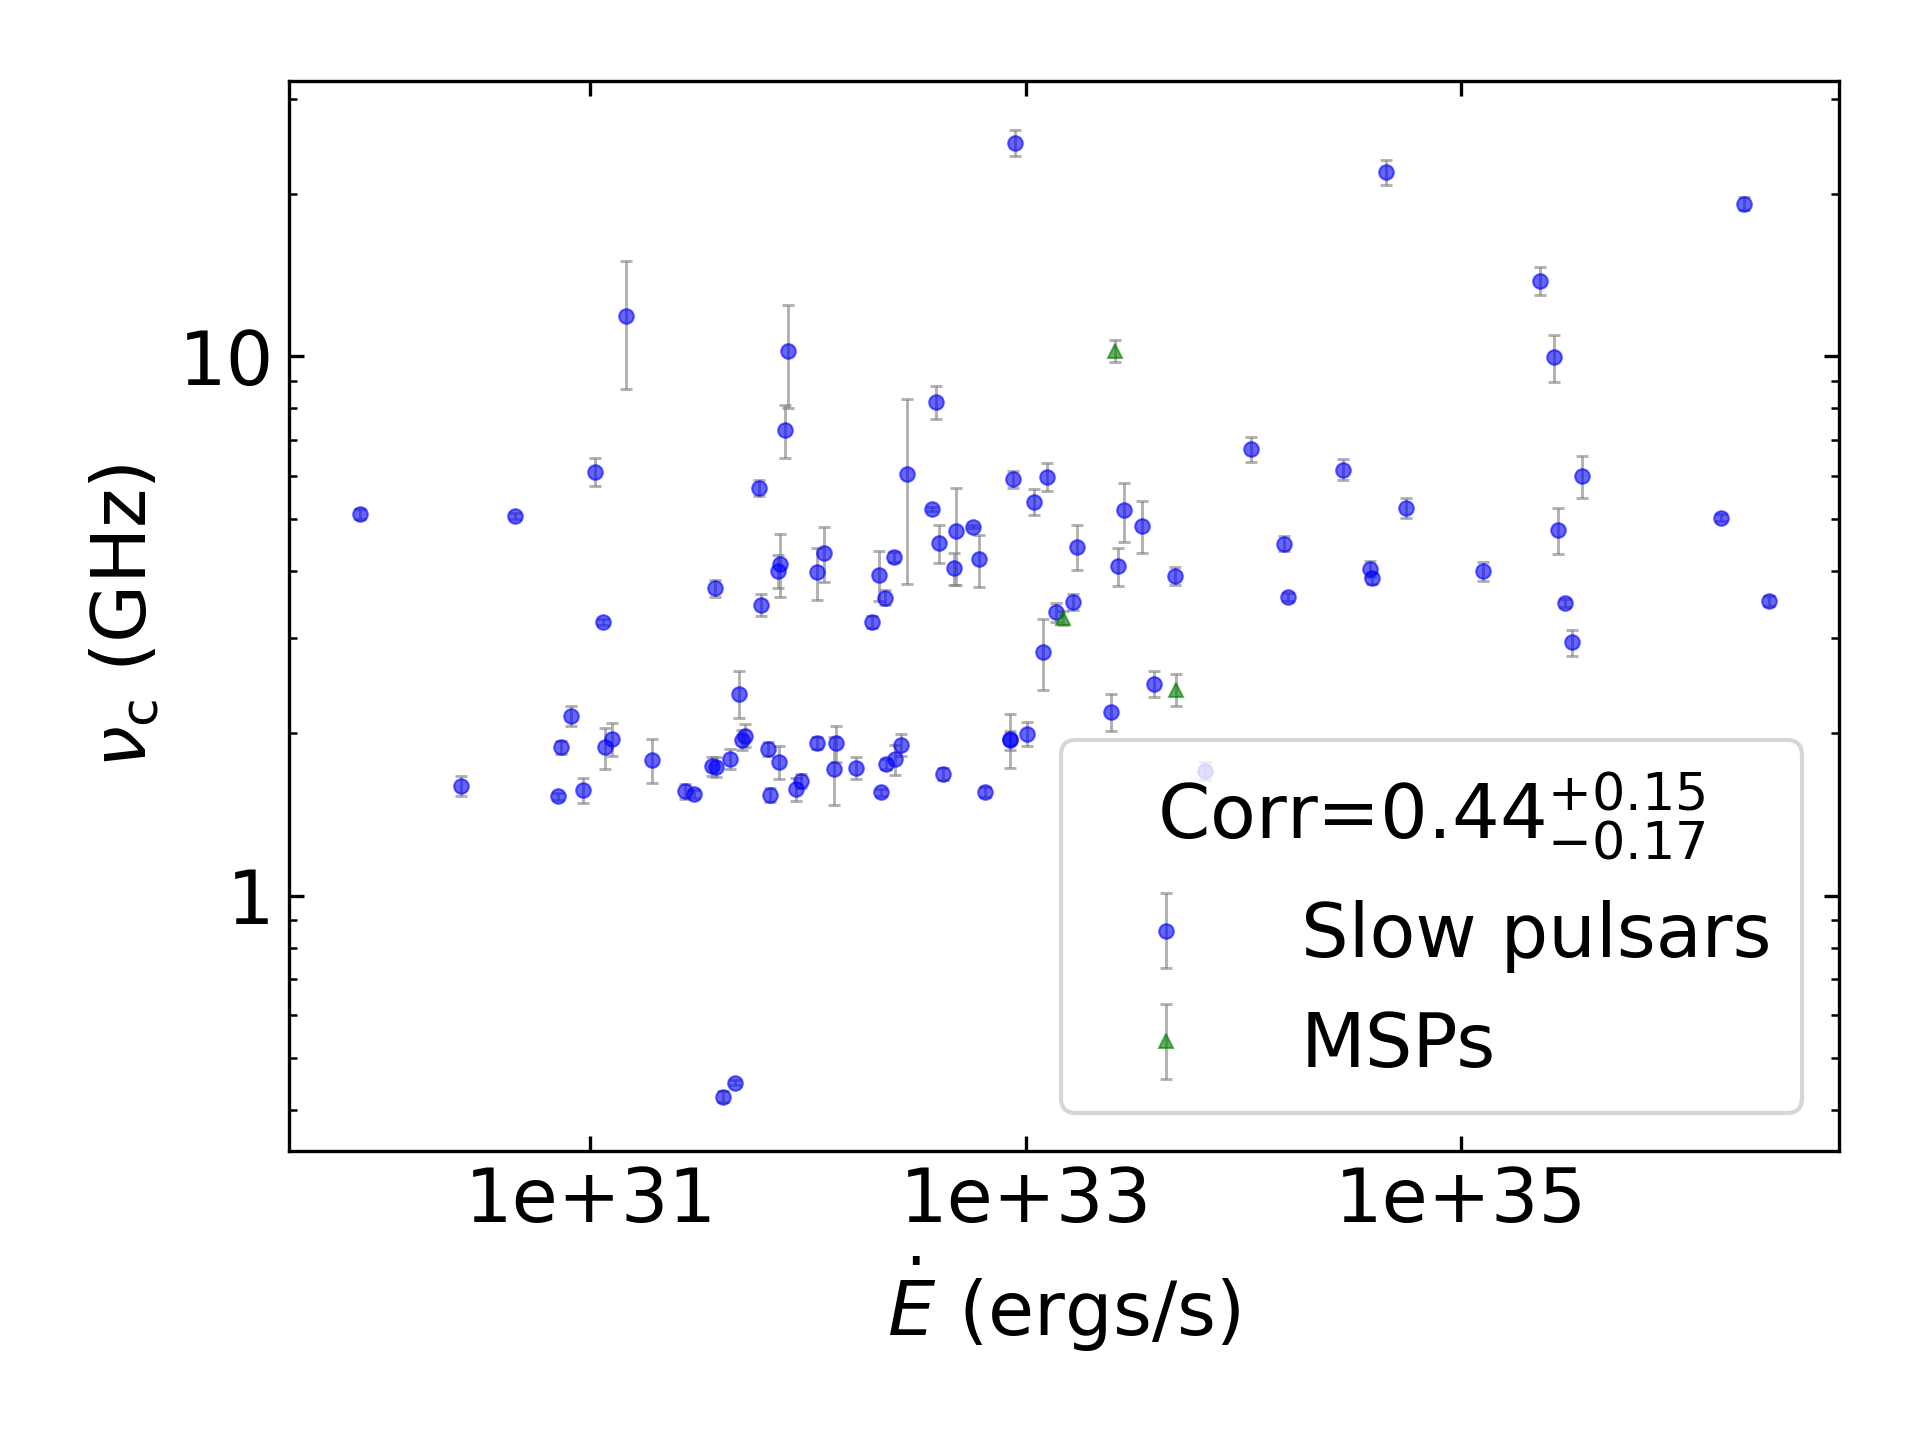 ν_c (GHz)
10
1
Corr=0.44^{+0.15}_{−0.17}
Slow pulsars
MSPs
1e+31 1e+33 1e+35
Ė (ergs/s)